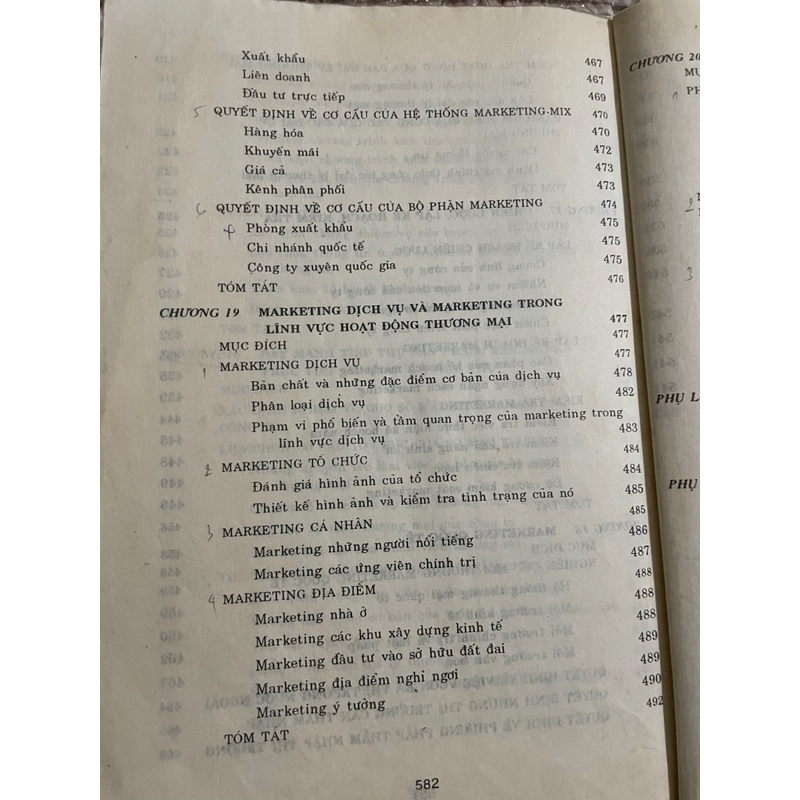 Xuất khẩu 467
Liên doanh 467
Đầu tư trực tiếp 469
5 QUYẾT ĐỊNH VỀ CƠ CẤU CỦA HỆ THỐNG MARKETING-MIX 470
Hàng hóa 470
Khuyến mãi 472
Giá cả 473
Kênh phân phối 473
6 QUYẾT ĐỊNH VỀ CƠ CẤU CỦA BỘ PHẬN MARKETING 474
Phòng xuất khẩu 475
Chi nhánh quốc tế 475
Công ty xuyên quốc gia 475
TÓM TẮT 476
CHƯƠNG 19 MARKETING DỊCH VỤ VÀ MARKETING TRONG
LĨNH VỰC HOẠT ĐỘNG THƯƠNG MẠI 477
MỤC ĐÍCH 477
1 MARKETING DỊCH VỤ 477
Bản chất và những đặc điểm cơ bản của dịch vụ 478
Phân loại dịch vụ 482
Phạm vi phổ biến và tầm quan trọng của marketing trong
lĩnh vực dịch vụ 483
2 MARKETING TỔ CHỨC 484
Đánh giá hình ảnh của tổ chức 484
Thiết kế hình ảnh và kiểm tra tình trạng của nó 485
3 MARKETING CÁ NHÂN 485
Marketing những người nổi tiếng 486
Marketing các ứng viên chính trị 487
4 MARKETING ĐỊA ĐIỂM 488
Marketing nhà ở 488
Marketing các khu xây dựng kinh tế 488
Marketing đầu tư vào sở hữu đất đai 489
Marketing địa điểm nghỉ ngơi 489
Marketing ý tưởng 490
TÓM TẮT 492
582
CHƯƠNG 20
MỤ
1 PH
2
3
PHỤ L
PHỤ